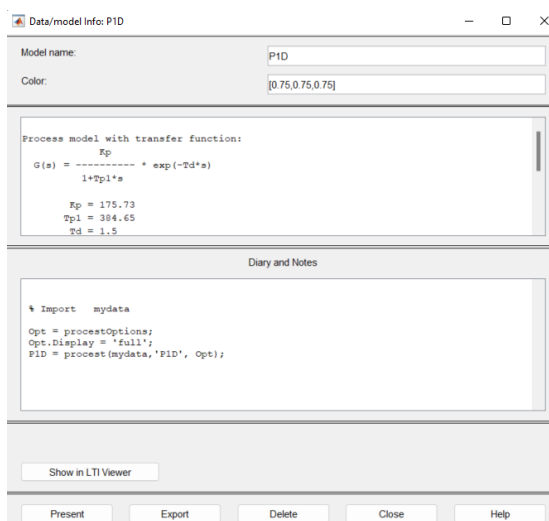 Data/model Info: P1D
Model name:
P1D
Color:
[0.75,0.75,0.75]
Process model with transfer function:
Kp
G(s) = ---------- * exp(-Td*s)
1+Tp1*s
Kp = 175.73
Tp1 = 384.65
Td = 1.5
Diary and Notes
% Import   mydata
Opt = procestOptions;
Opt.Display = 'full';
P1D = procest(mydata,'P1D', Opt);
Show in LTI Viewer
Present
Export
Delete
Close
Help